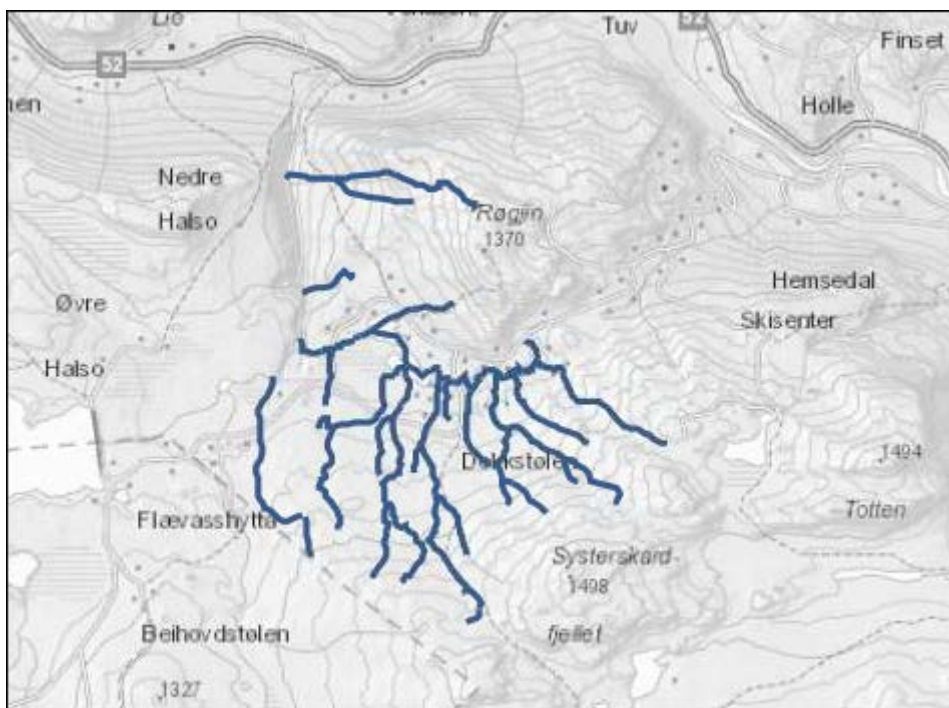 Lie
Tuv
52
Finset
52
Holle
Nedre
Halso
Røgjin
1370
Hemsedal
Øvre
Skisenter
Halso
1494
Totten
Flævasshytta
Systerskard-
1498
Beihovdstølen
fjellet
1327